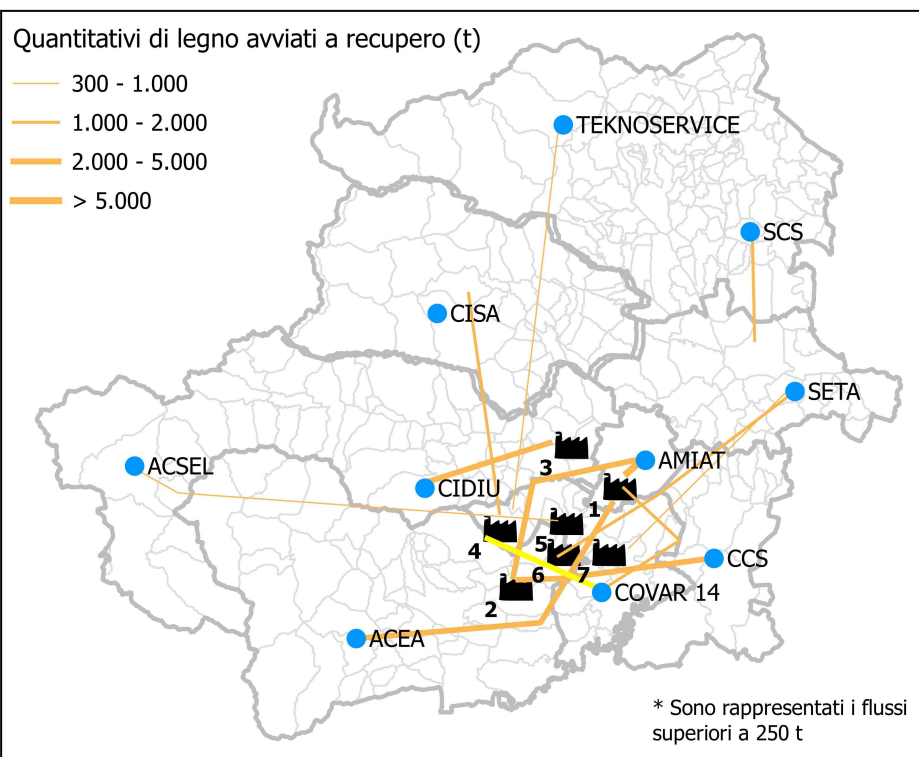 Quantitativi di legno avviati a recupero (t)
300 - 1.000
1.000 - 2.000
2.000 - 5.000
> 5.000
TEKNOSERVICE
SCS
CISA
SETA
AMIAT
3
ACSEL
CIDIU
1
5
4
6
7
CCS
COVAR 14
2
ACEA
* Sono rappresentati i flussi
superiori a 250 t